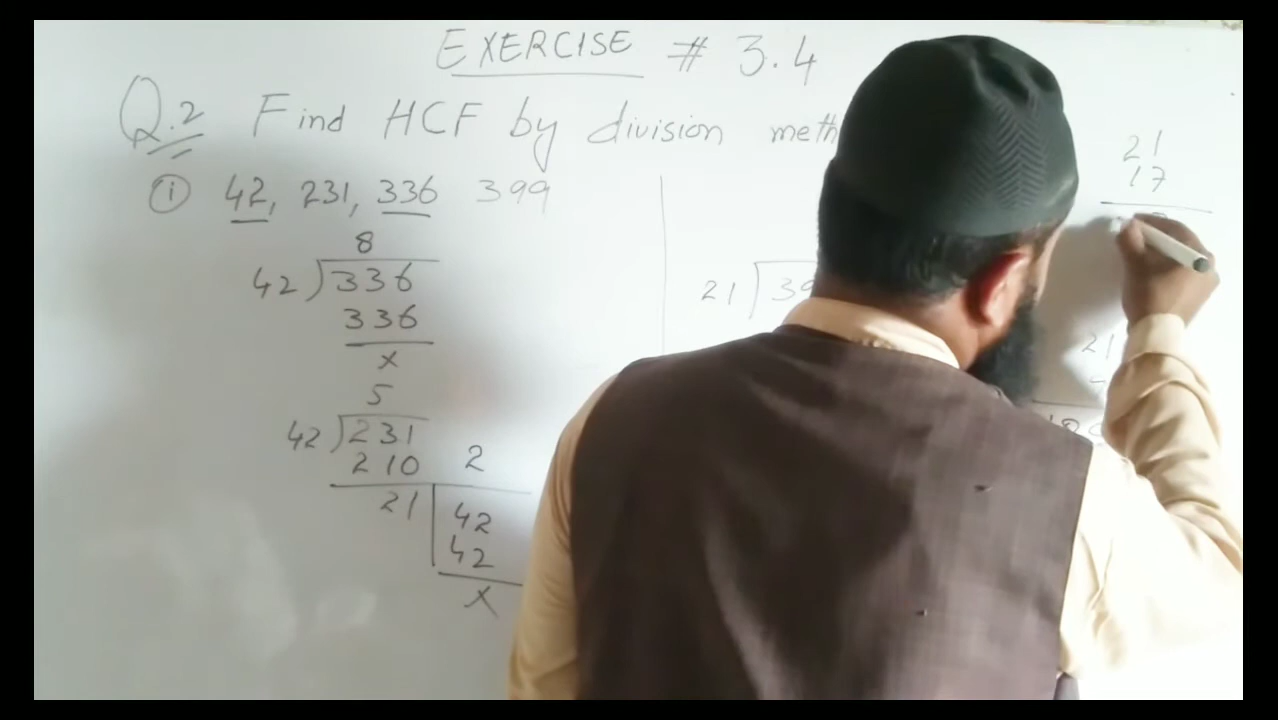 EXERCISE # 3.4
Q.2 Find HCF by division meth
i 42, 231, 336 399
8
42 ) 336
336
x
5
42 ) 231
210 2
21 42
42
x
21 ) 39
21
17
21